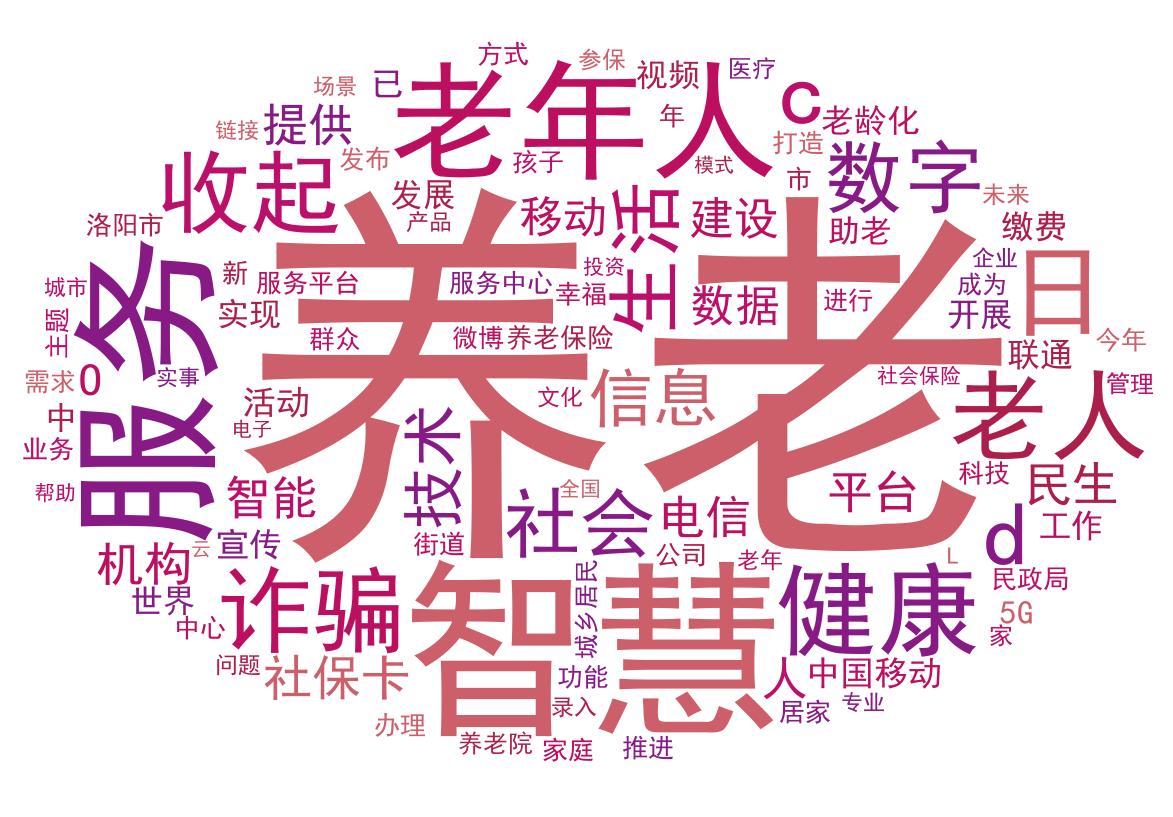 方式
参保
视频
医疗
场景
已
老年人
年
c
老龄化
链接
提供
发布
孩子
模式
打造
收起
市
数字
未来
洛阳市
发展
产品
移动
生活
建设
助老
缴费
服务
新
服务平台
服务中心
投资
幸福
数据
进行
企业
成为
日
城市
实现
开展
主题
群众
微博
养老保险
养老
联通
今年
需求
0
实事
文化
信息
社会保险
老人
管理
活动
中
电子
业务
技术
平台
科技
民生
帮助
智能
全国
社会
电信
d
工作
云
宣传
街道
公司
老年
L
机构
民政局
世界
诈骗
智慧
城乡居民
健康
5G
中心
家
问题
社保卡
功能
人
中国移动
录入
居家
专业
办理
养老院
家庭
推进